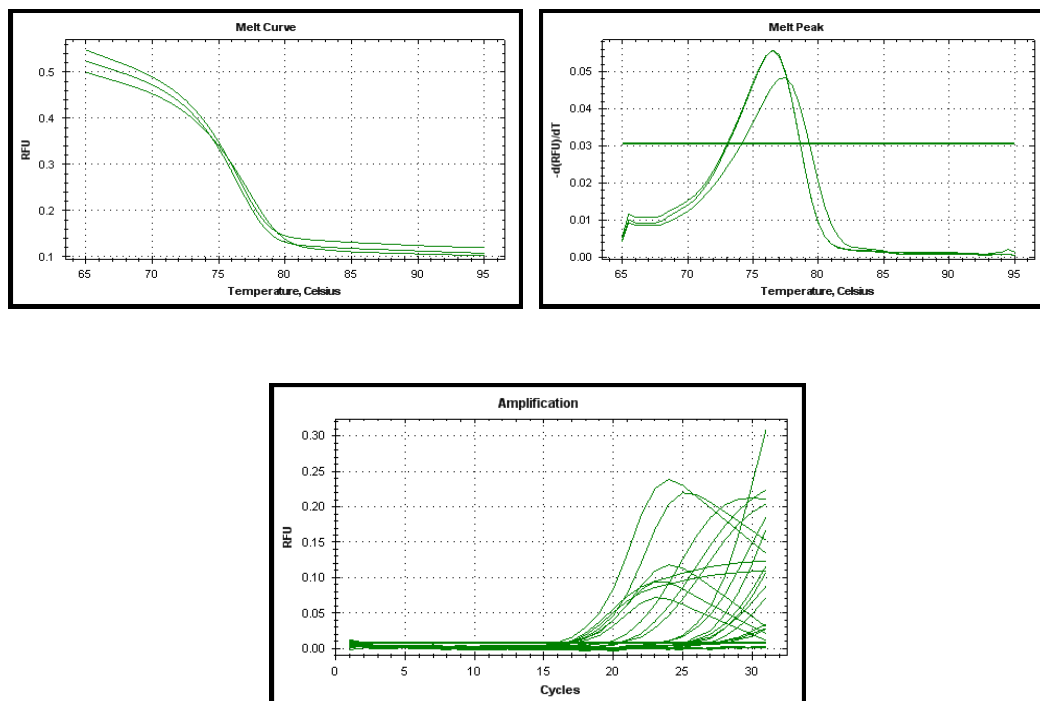 Melt Curve
RFU
0.5
0.4
0.3
0.2
0.1
65 70 75 80 85 90 95
Temperature, Celsius
Melt Peak
-d(RFU)/dT
0.05
0.04
0.03
0.02
0.01
0.00
65 70 75 80 85 90 95
Temperature, Celsius
Amplification
RFU
0.30
0.25
0.20
0.15
0.10
0.05
0.00
0 5 10 15 20 25 30
Cycles